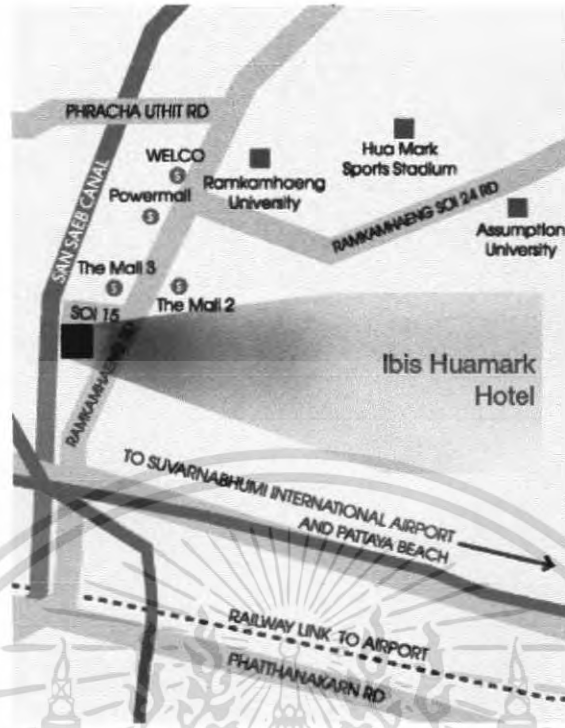 PHRACHA UTHIT RD
WELCO
Ramkamhaeng
University
Hua Mark
Sports Stadium
SAN SAEB CANAL
Powermall
RAMKAMHAENG SOI 24 RD
Assumption
University
The Mall 3
The Mall 2
SOI 15
RAMKAMHAENG RD
Ibis Huamark
Hotel
TO SUVARNABHUMI INTERNATIONAL AIRPORT
AND PATTAYA BEACH
RAILWAY LINK TO AIRPORT
PHATTHANAKARN RD